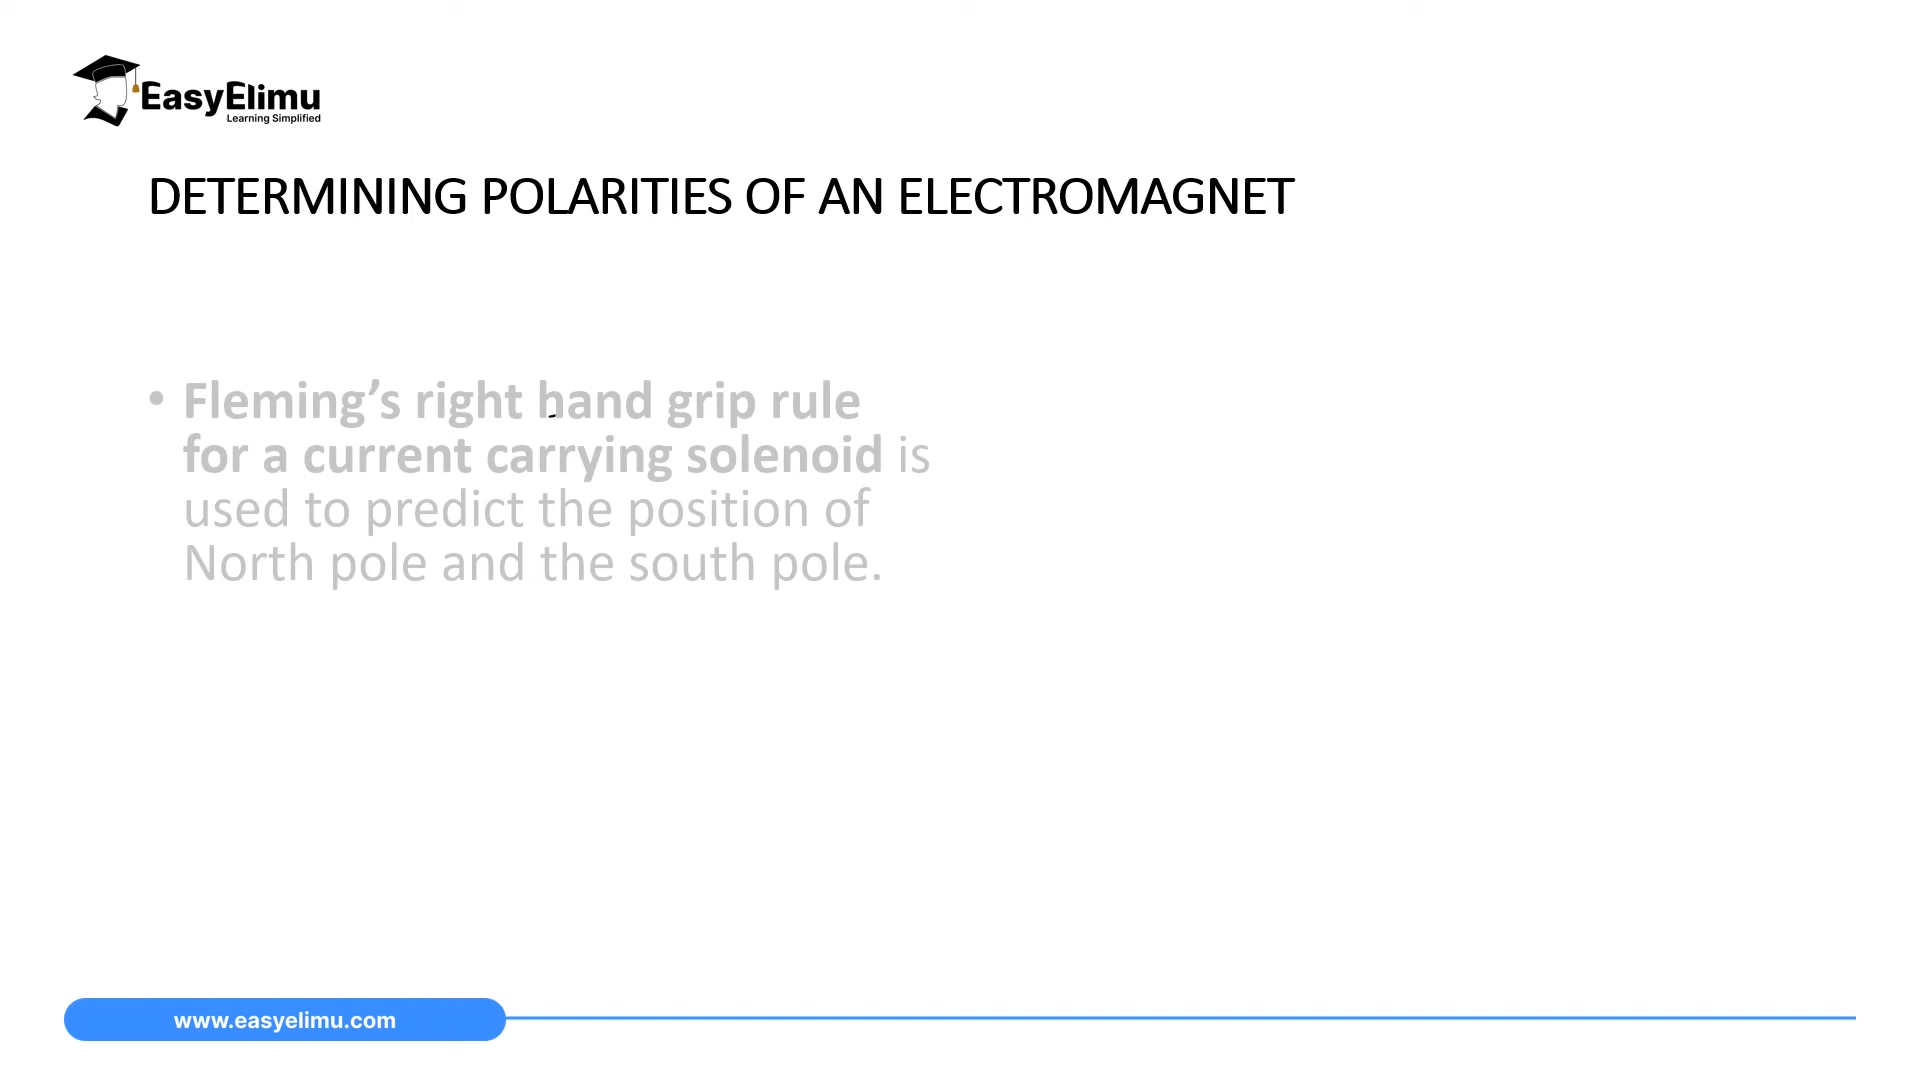 EasyElimu
Learning Simplified
DETERMINING POLARITIES OF AN ELECTROMAGNET
• Fleming’s right hand grip rule
for a current carrying solenoid is
used to predict the position of
North pole and the south pole.
www.easyelimu.com